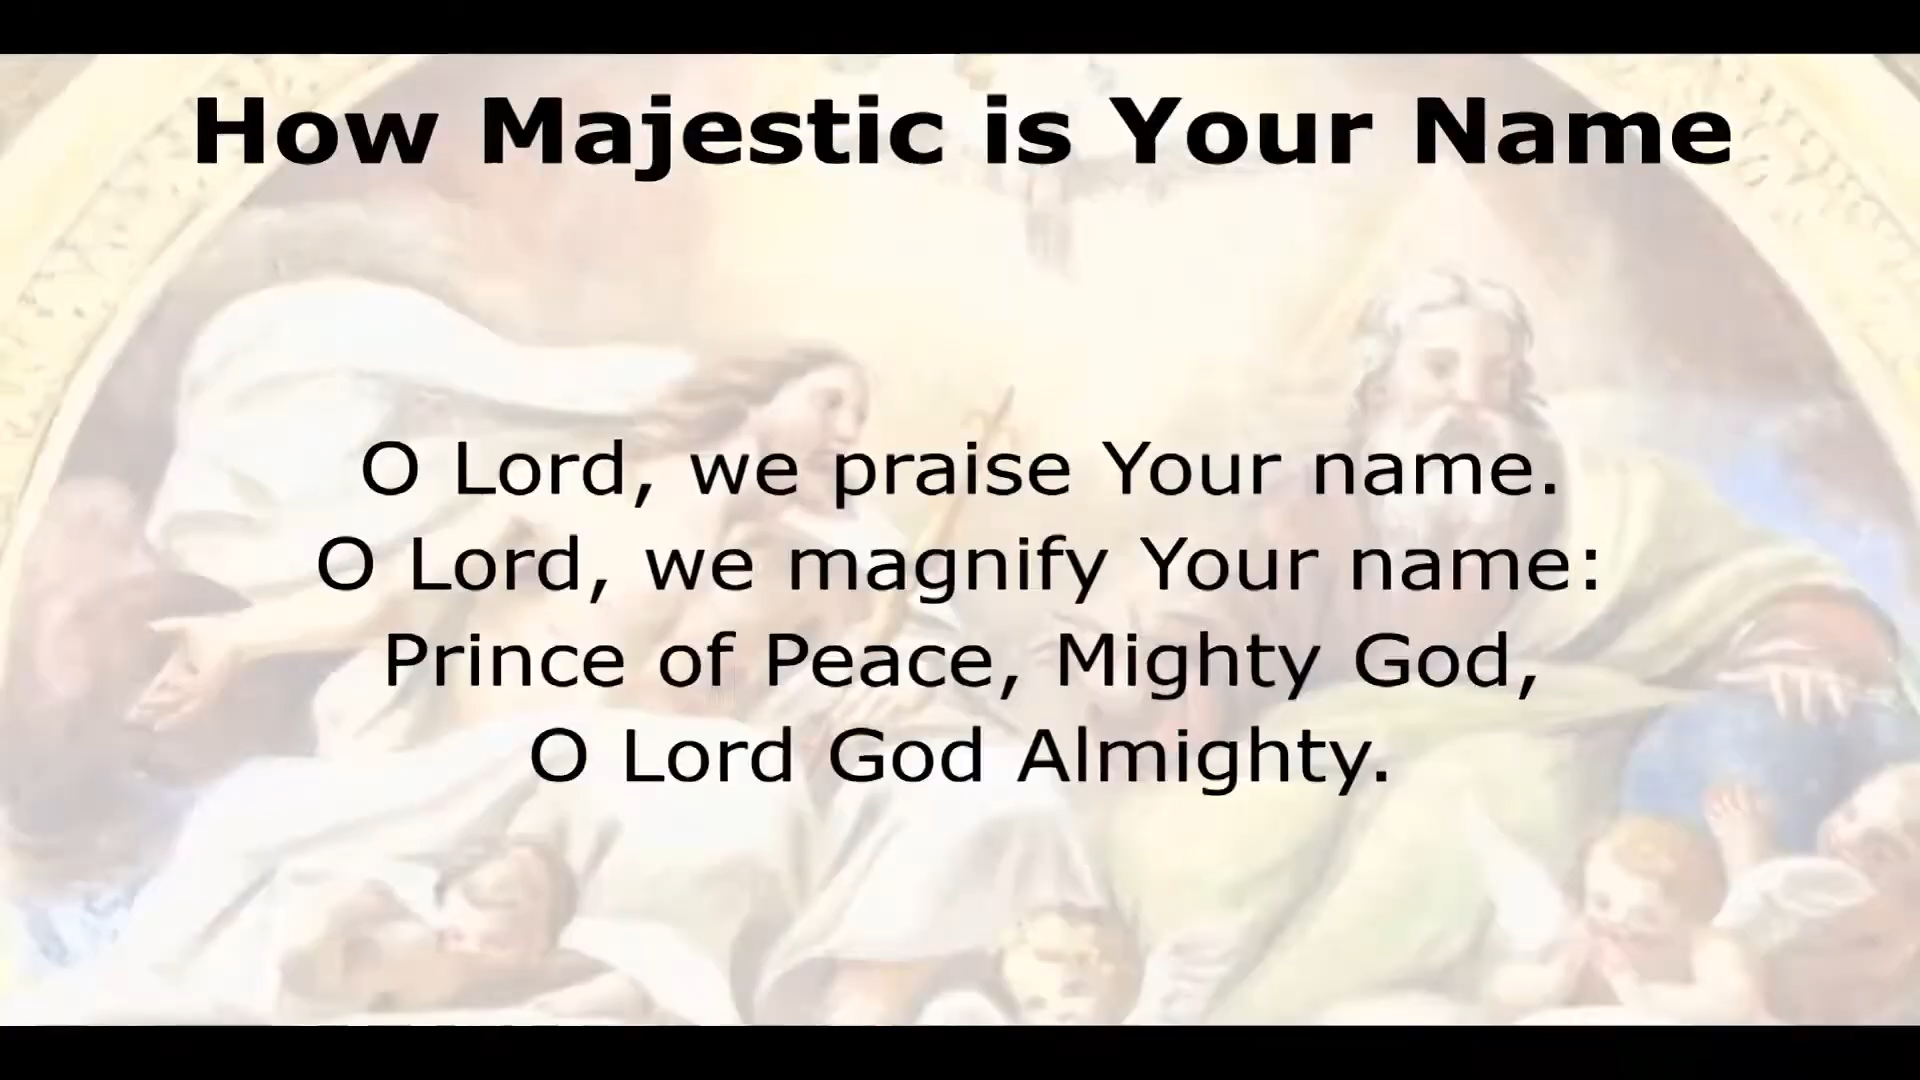 How Majestic is Your Name
O Lord, we praise Your name.
O Lord, we magnify Your name:
Prince of Peace, Mighty God,
O Lord God Almighty.